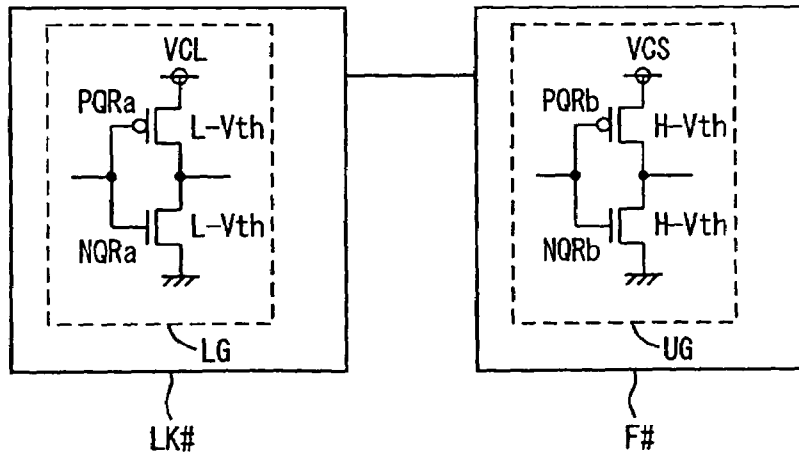 VCL
PQRa
L-Vth
L-Vth
NQRa
LG
LK#
VCS
PQRb
H-Vth
H-Vth
NQRb
UG
F#